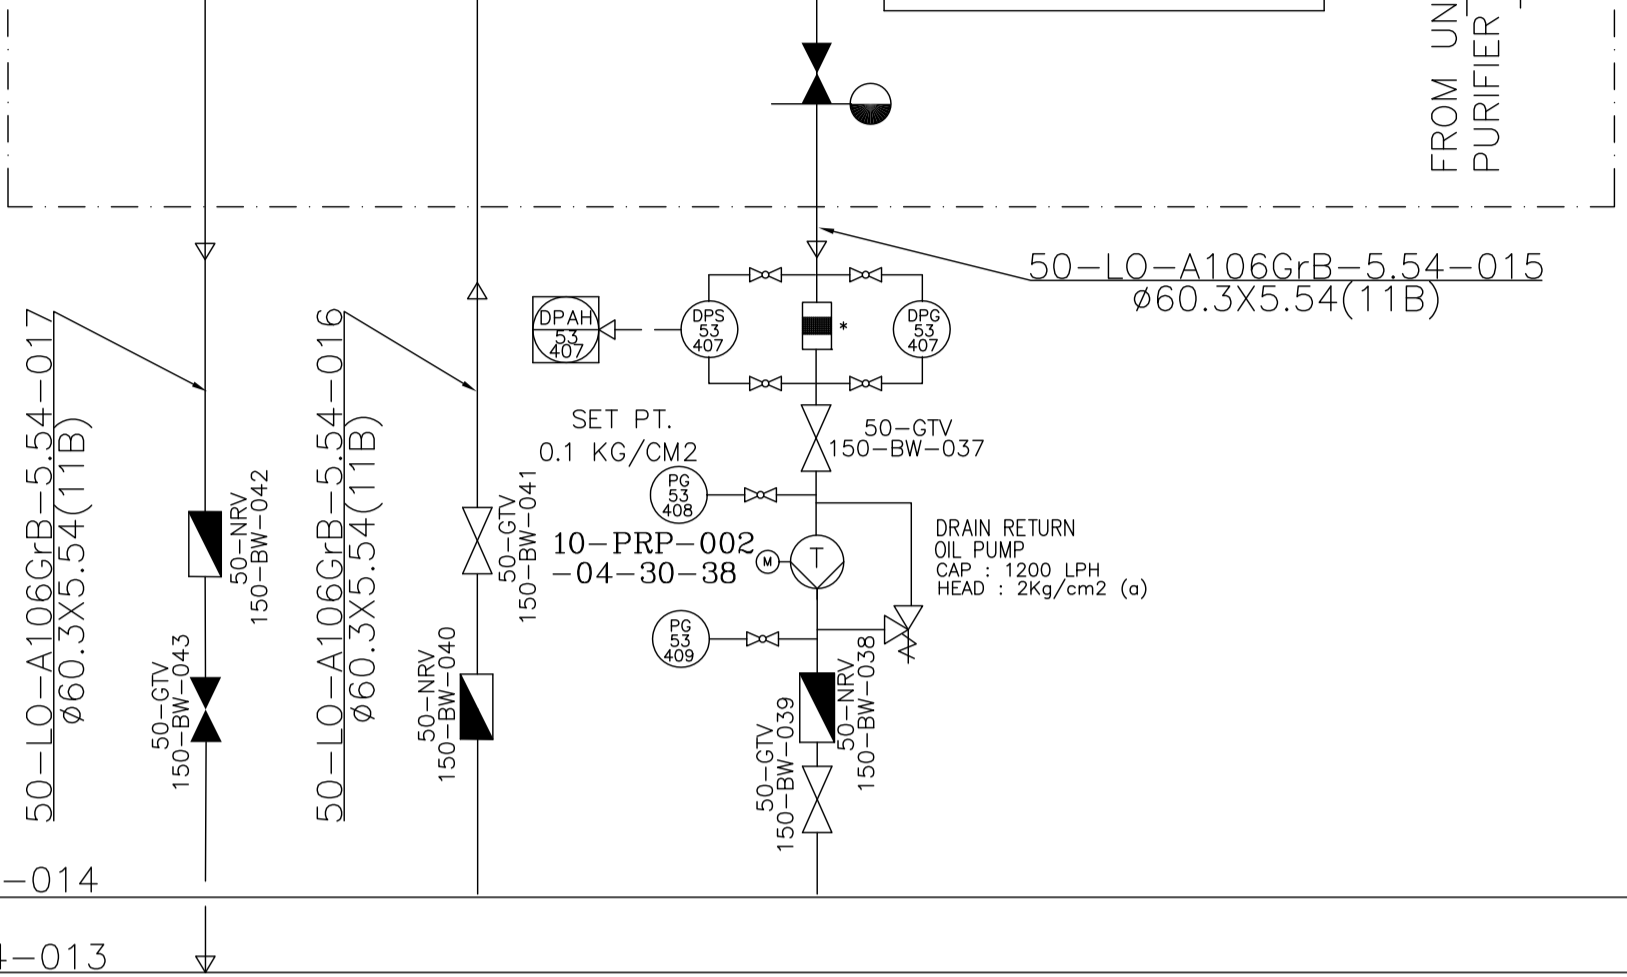 FROM UN
PURIFIER
50-LO-A106GrB-5.54-015
Ø60.3X5.54(11B)
50-LO-A106GrB-5.54-017
Ø60.3X5.54(11B)
50-LO-A106GrB-5.54-016
Ø60.3X5.54(11B)
DPAH
53
407
DPS
53
407
*
DPG
53
407
SET PT.
0.1 KG/CM2
50-GTV
150-BW-037
PG
53
408
50-NRV
150-BW-042
50-GTV
150-BW-041
10-PRP-002
-04-30-38
M
T
DRAIN RETURN
OIL PUMP
CAP : 1200 LPH
HEAD : 2Kg/cm2 (a)
PG
53
409
50-GTV
150-BW-043
50-NRV
150-BW-040
50-NRV
150-BW-038
50-GTV
150-BW-039
-014
4-013